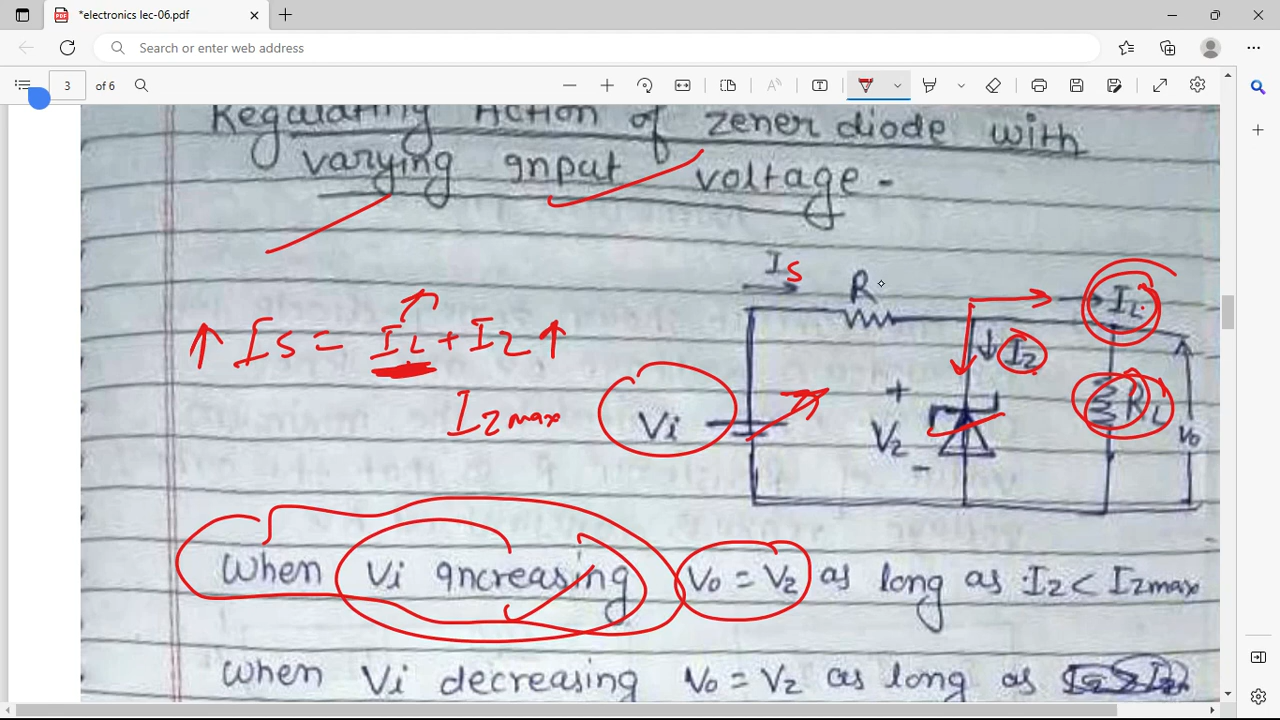 *electronics lec-06.pdf
Search or enter web address
3 of 6
Regulating Action of zener diode with
varying input voltage -
Is
R
IL
↑ Is = IL + Iz ↑
↓ Iz
Iz max
Vi
+
Vz
-
RL
Vo
When Vi increasing Vo = Vz as long as Iz < Izmax
When Vi decreasing Vo = Vz as long as